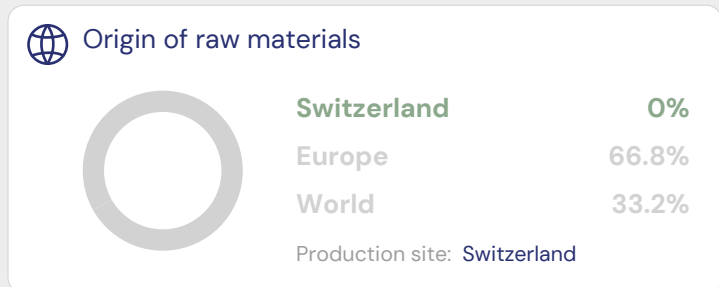 Origin of raw materials
Switzerland 0%
Europe 66.8%
World 33.2%
Production site: Switzerland